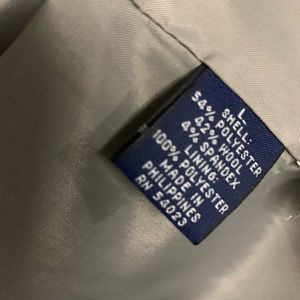 L
SHELL:
54% POLYESTER
42% WOOL
4% SPANDEX
LINING:
100% POLYESTER
MADE IN
PHILIPPINES
RN 54023